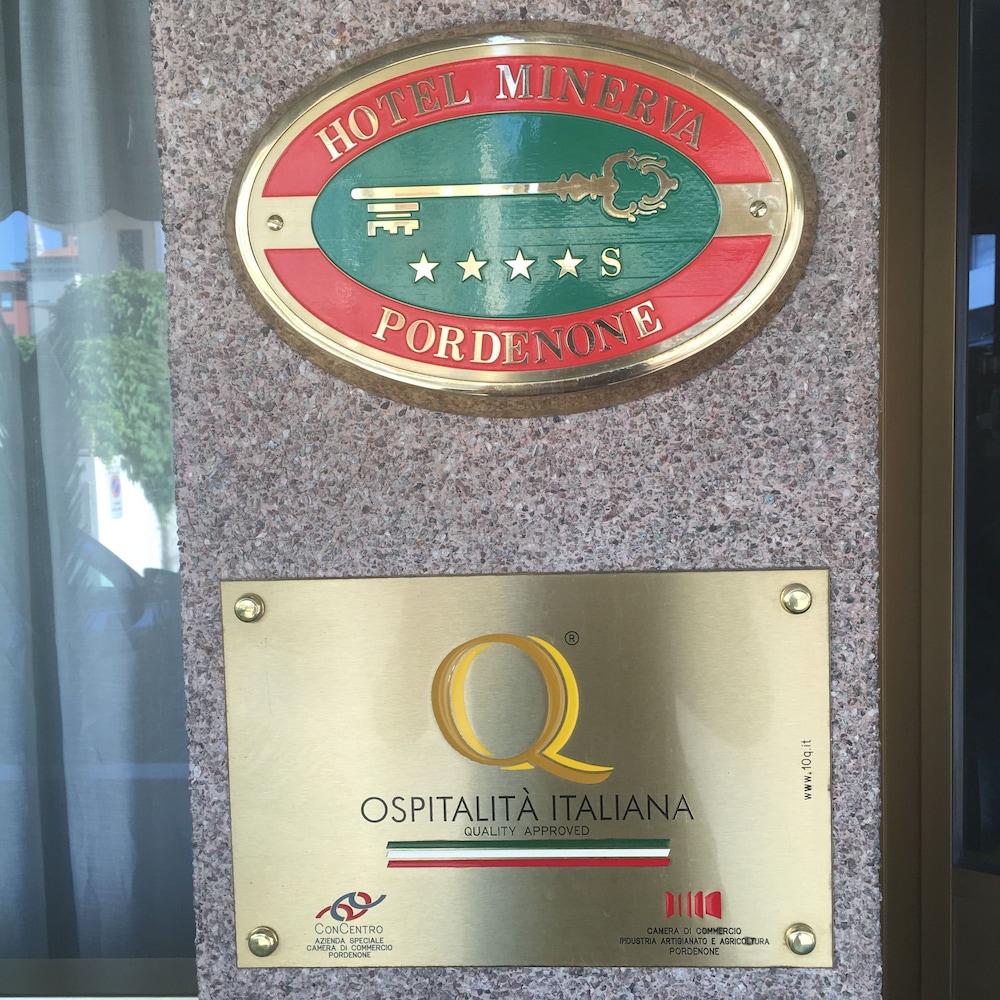 HOTEL MINERVA
S
PORDENONE
Q ®
OSPITALITÀ ITALIANA
QUALITY APPROVED
www.10q.it
CONCENTRO
AZIENDA SPECIALE
CAMERA DI COMMERCIO
PORDENONE
CAMERA DI COMMERCIO
INDUSTRIA ARTIGIANATO E AGRICOLTURA
PORDENONE